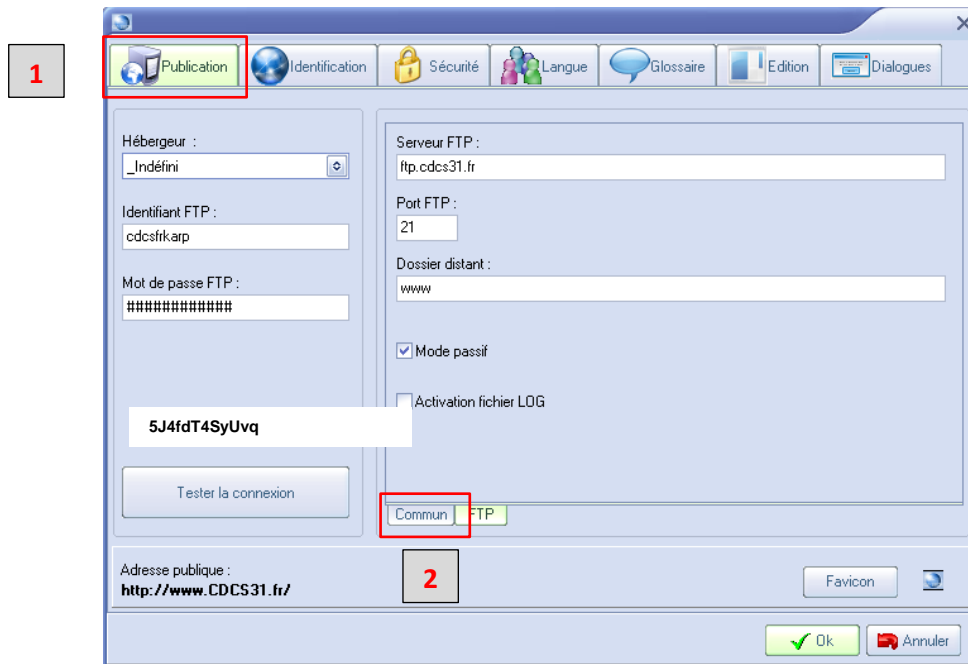 1
Publication
Identification
Sécurité
Langue
Glossaire
Edition
Dialogues
Hébergeur :
_Indéfini
Identifiant FTP :
cdcsfrkarp
Mot de passe FTP :
############
5J4fdT4SyUvq
Tester la connexion
Serveur FTP :
ftp.cdcs31.fr
Port FTP :
21
Dossier distant :
www
Mode passif
Activation fichier LOG
Commun
FTP
2
Adresse publique :
http://www.CDCS31.fr/
Favicon
Ok
Annuler